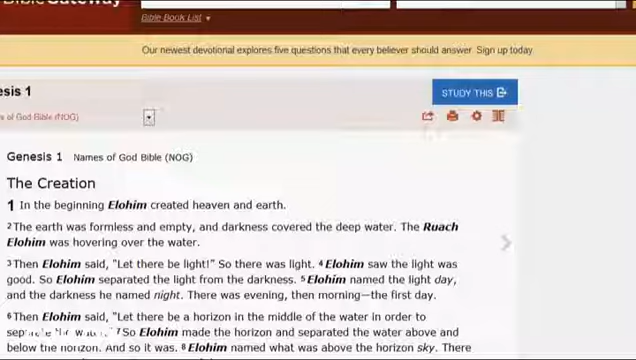 BibleGateway
Bible Book List
Our newest devotional explores five questions that every believer should answer. Sign up today
esis 1
STUDY THIS
s of God Bible (NOG)
Genesis 1 Names of God Bible (NOG)
The Creation
1 In the beginning Elohim created heaven and earth.
2 The earth was formless and empty, and darkness covered the deep water. The Ruach
Elohim was hovering over the water.
3 Then Elohim said, "Let there be light!" So there was light. 4 Elohim saw the light was
good. So Elohim separated the light from the darkness. 5 Elohim named the light day,
and the darkness he named night. There was evening, then morning—the first day.
6 Then Elohim said, "Let there be a horizon in the middle of the water in order to
separate the water." 7 So Elohim made the horizon and separated the water above and
below the horizon. And so it was. 8 Elohim named what was above the horizon sky. There